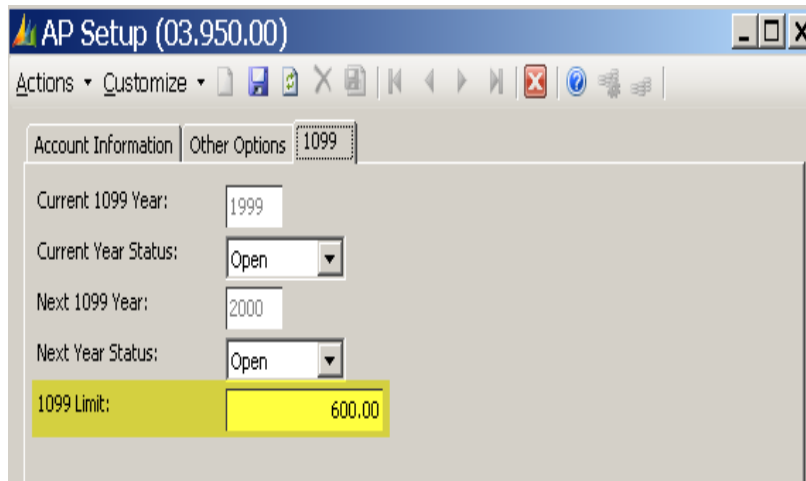 AP Setup (03.950.00)
Actions Customize
Account Information Other Options 1099
Current 1099 Year: 1999
Current Year Status: Open
Next 1099 Year: 2000
Next Year Status: Open
1099 Limit: 600.00